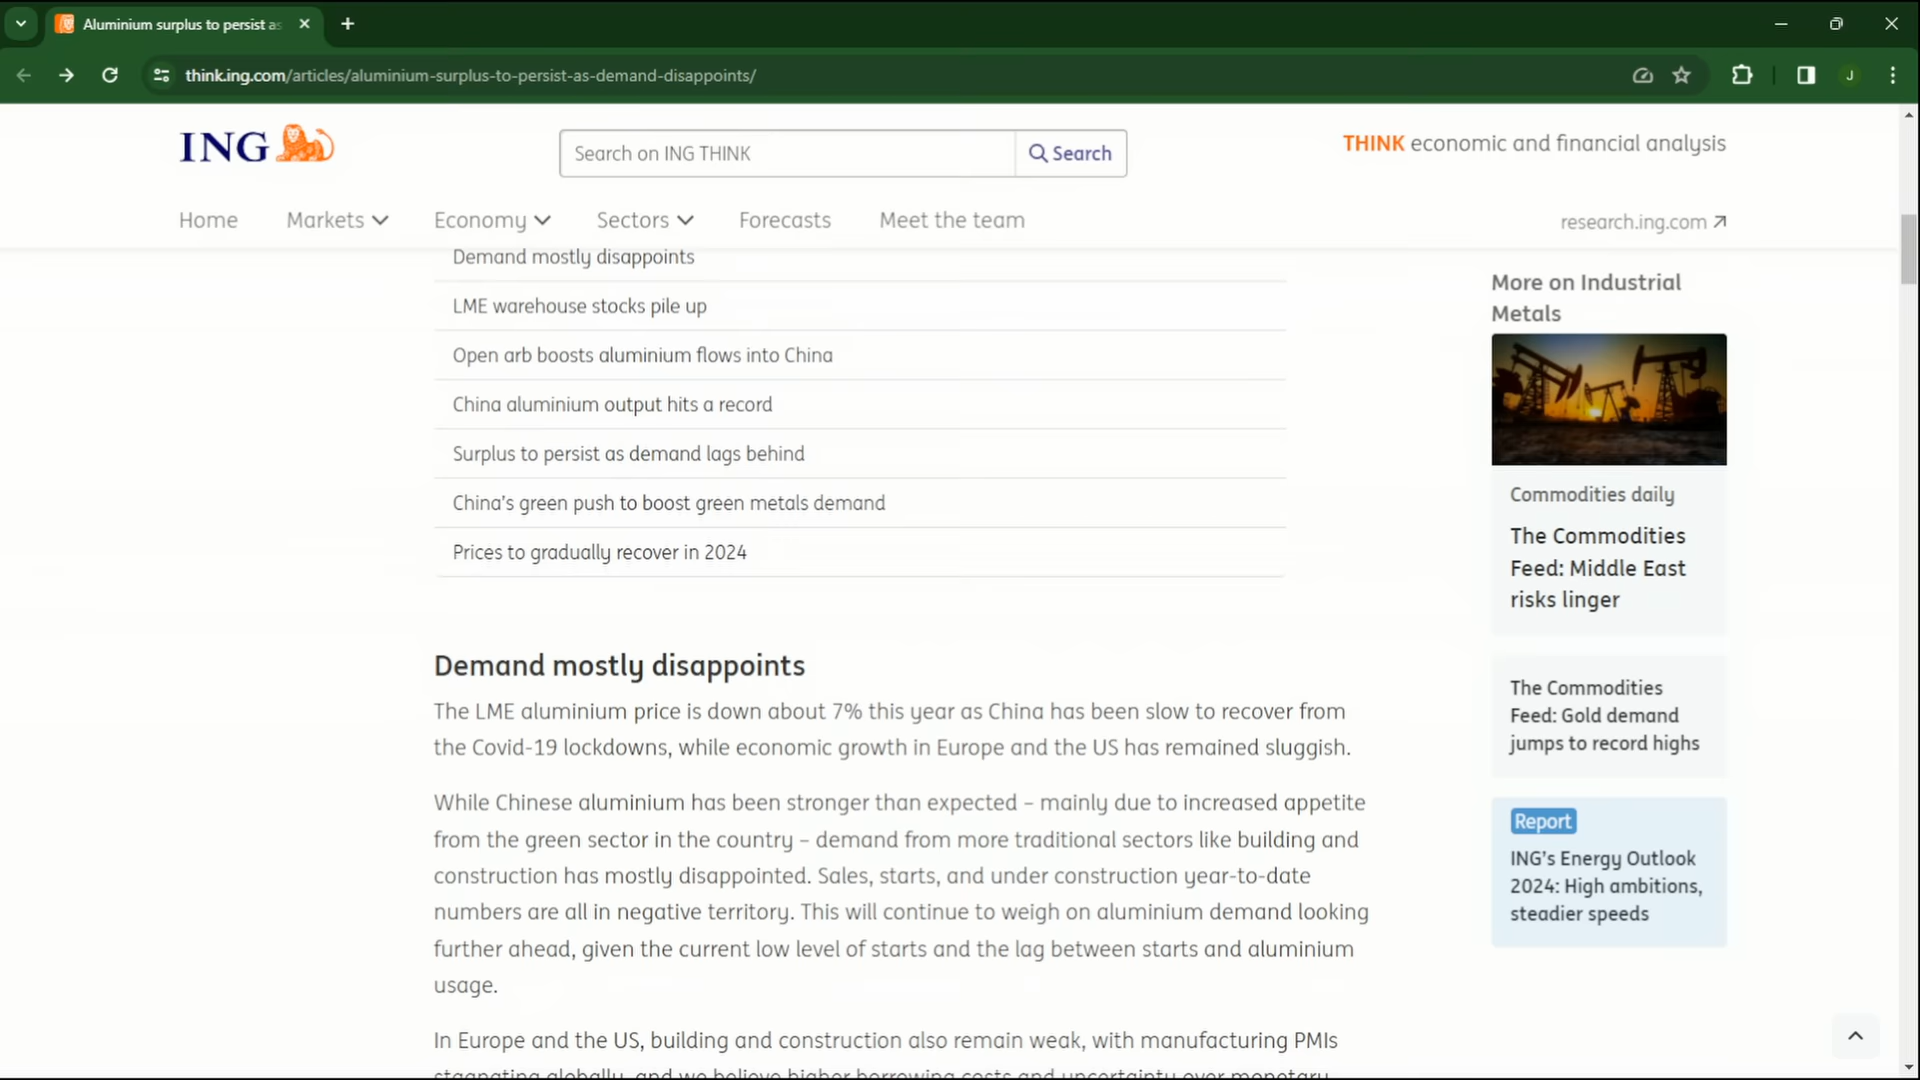 Aluminium surplus to persist as
think.ing.com/articles/aluminium-surplus-to-persist-as-demand-disappoints/
J
ING
Search on ING THINK
Search
THINK economic and financial analysis
Home
Markets
Economy
Sectors
Forecasts
Meet the team
research.ing.com
Demand mostly disappoints
LME warehouse stocks pile up
Open arb boosts aluminium flows into China
China aluminium output hits a record
Surplus to persist as demand lags behind
China's green push to boost green metals demand
Prices to gradually recover in 2024
Demand mostly disappoints
The LME aluminium price is down about 7% this year as China has been slow to recover from
the Covid-19 lockdowns, while economic growth in Europe and the US has remained sluggish.
While Chinese aluminium has been stronger than expected – mainly due to increased appetite
from the green sector in the country – demand from more traditional sectors like building and
construction has mostly disappointed. Sales, starts, and under construction year-to-date
numbers are all in negative territory. This will continue to weigh on aluminium demand looking
further ahead, given the current low level of starts and the lag between starts and aluminium
usage.
In Europe and the US, building and construction also remain weak, with manufacturing PMIs
stagnating globally, and we believe higher borrowing costs and uncertainty over monetary
More on Industrial
Metals
Commodities daily
The Commodities
Feed: Middle East
risks linger
The Commodities
Feed: Gold demand
jumps to record highs
Report
ING's Energy Outlook
2024: High ambitions,
steadier speeds